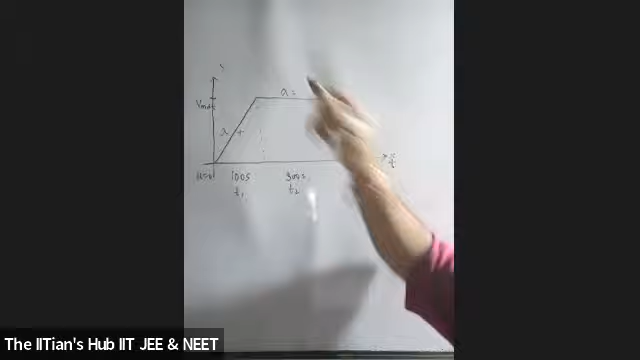 v
Vmax
a =
a +
u=0
100s
300s
t1
t2
The IITian's Hub IIT JEE & NEET